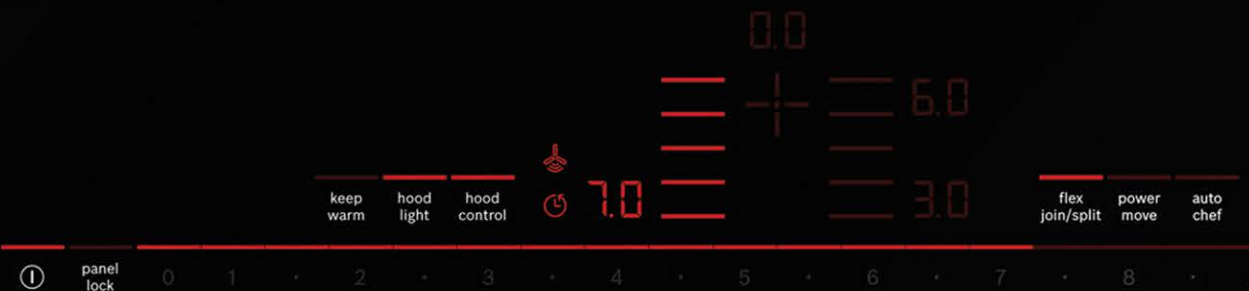 0.0
6.0
7.0
3.0
keep
warm
hood
light
hood
control
flex
join/split
power
move
auto
chef
panel
lock
0 1 · 2 · 3 · 4 · 5 · 6 · 7 · 8 ·